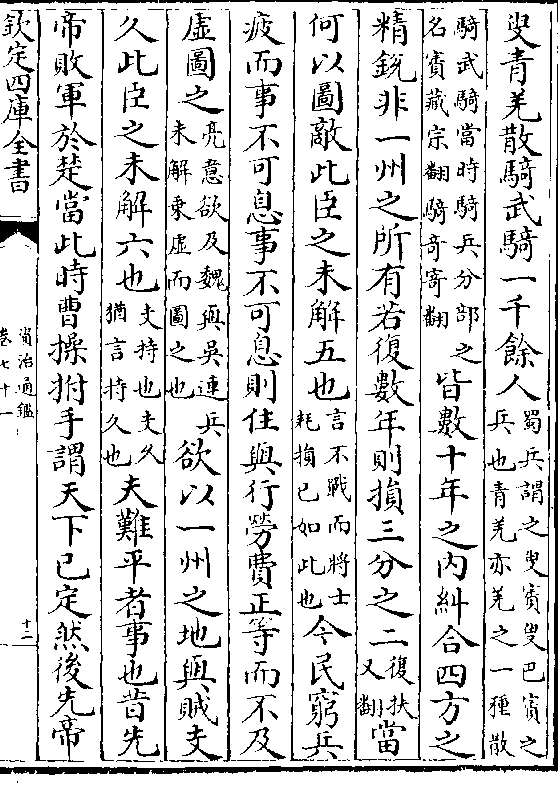 叟青羌散騎武騎一千餘人蜀兵謂之叟賨叟巴賨之兵也青羌亦羌之一種散
騎武騎當時騎兵分部之名賨藏宗翻騎奇寄翻皆數十年之内糾合四方之
精鋭非一州之所有若復數年則損三分之二復扶又翻當
何以圖敵此臣之未解五也言不戰而將士耗損已如此也今民窮兵
疲而事不可息事不可息則住與行勞費正等而不及
虛圖之亮意欲及魏與吳連兵未解東虛而圖之也欲以一州之地與賊支
久此臣之未解六也支持也支久猶言持久也夫難平者事也昔先
帝敗軍於楚當此時曹操拊手謂天下已定然後先帝
欽定四庫全書
資治通鑑
卷七十一
十二